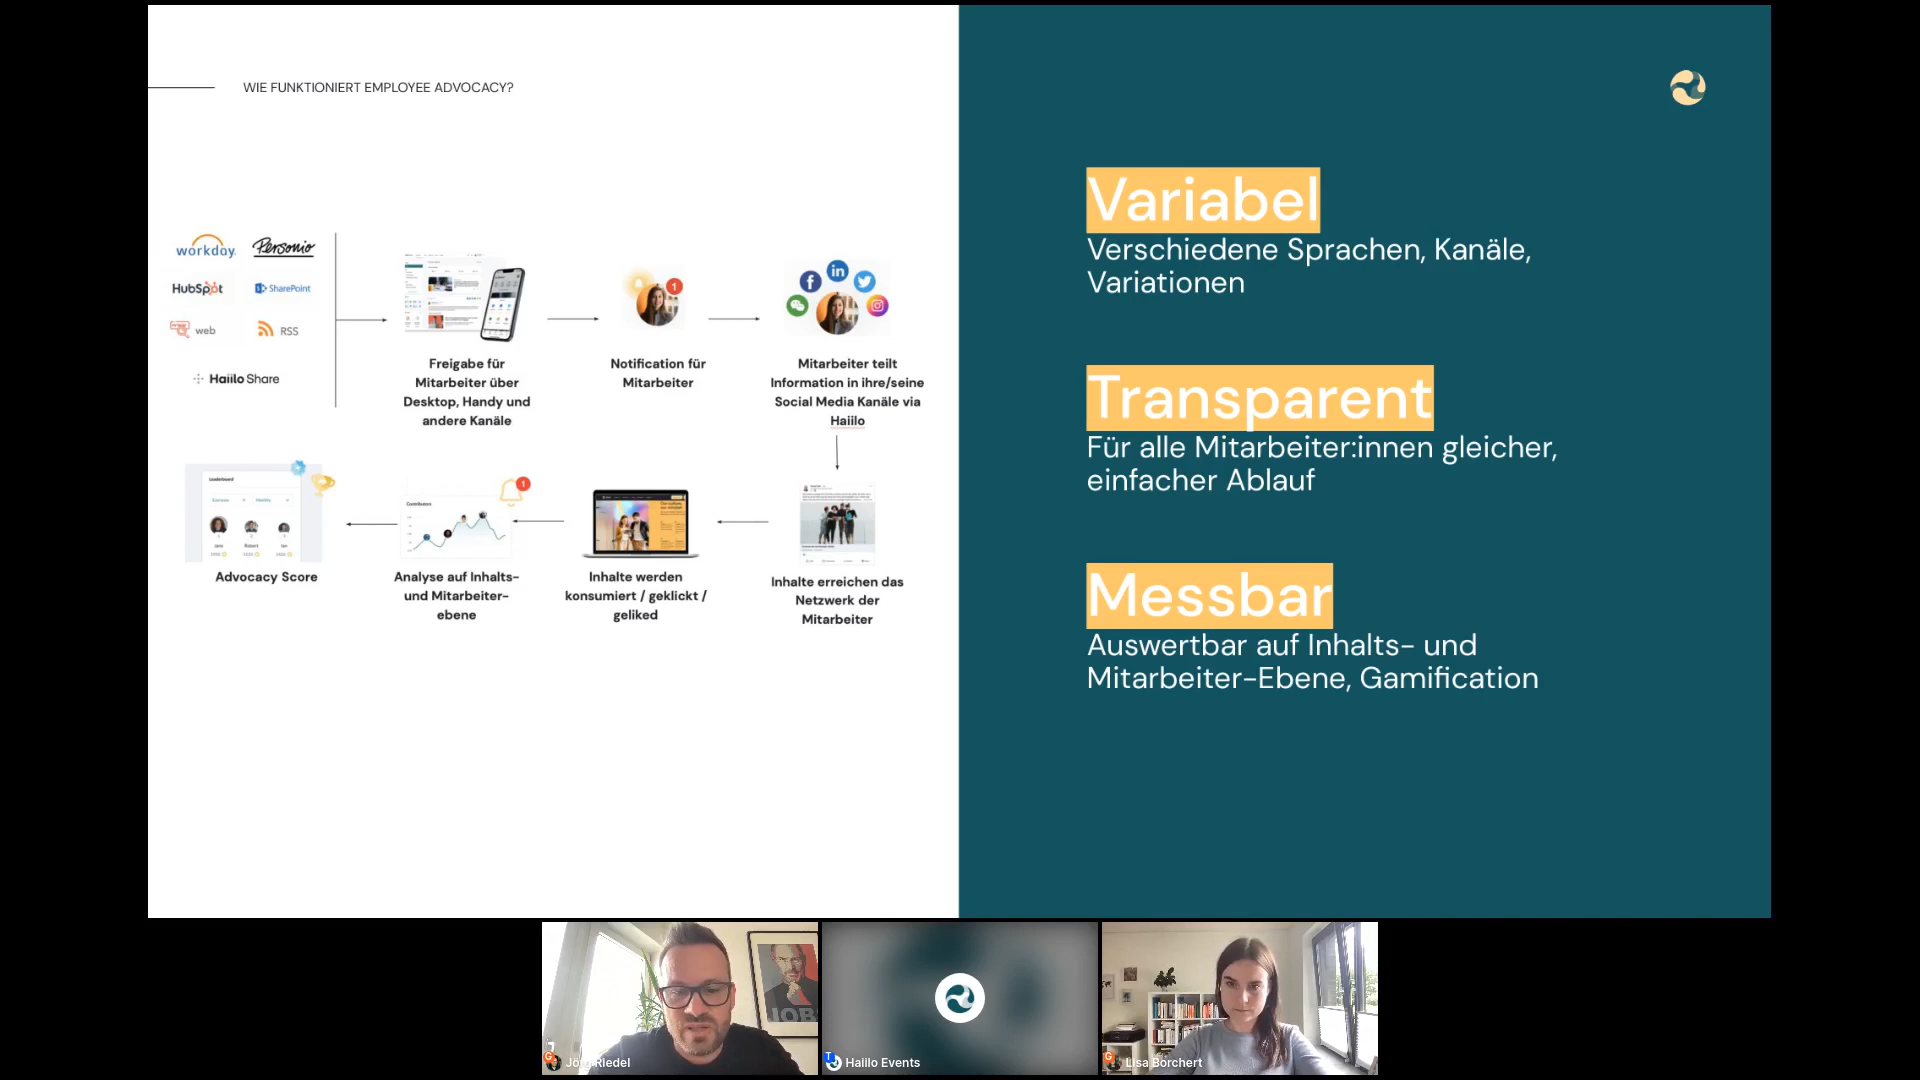 WIE FUNKTIONIERT EMPLOYEE ADVOCACY?
workday.
Personio
HubSpot
SharePoint
web
RSS
Haiilo Share
1
Freigabe für
Mitarbeiter über
Desktop, Handy und
andere Kanäle
Notification für
Mitarbeiter
Mitarbeiter teilt
Information in ihre/seine
Social Media Kanäle via
Haiilo
Leaderboard
Contributors
1
Advocacy Score
Analyse auf Inhalts-
und Mitarbeiter-
ebene
Inhalte werden
konsumiert / geklickt /
geliked
Inhalte erreichen das
Netzwerk der
Mitarbeiter
Variabel
Verschiedene Sprachen, Kanäle,
Variationen
Transparent
Für alle Mitarbeiter:innen gleicher,
einfacher Ablauf
Messbar
Auswertbar auf Inhalts- und
Mitarbeiter-Ebene, Gamification
Riedel
Haiilo Events
Lisa Borchert